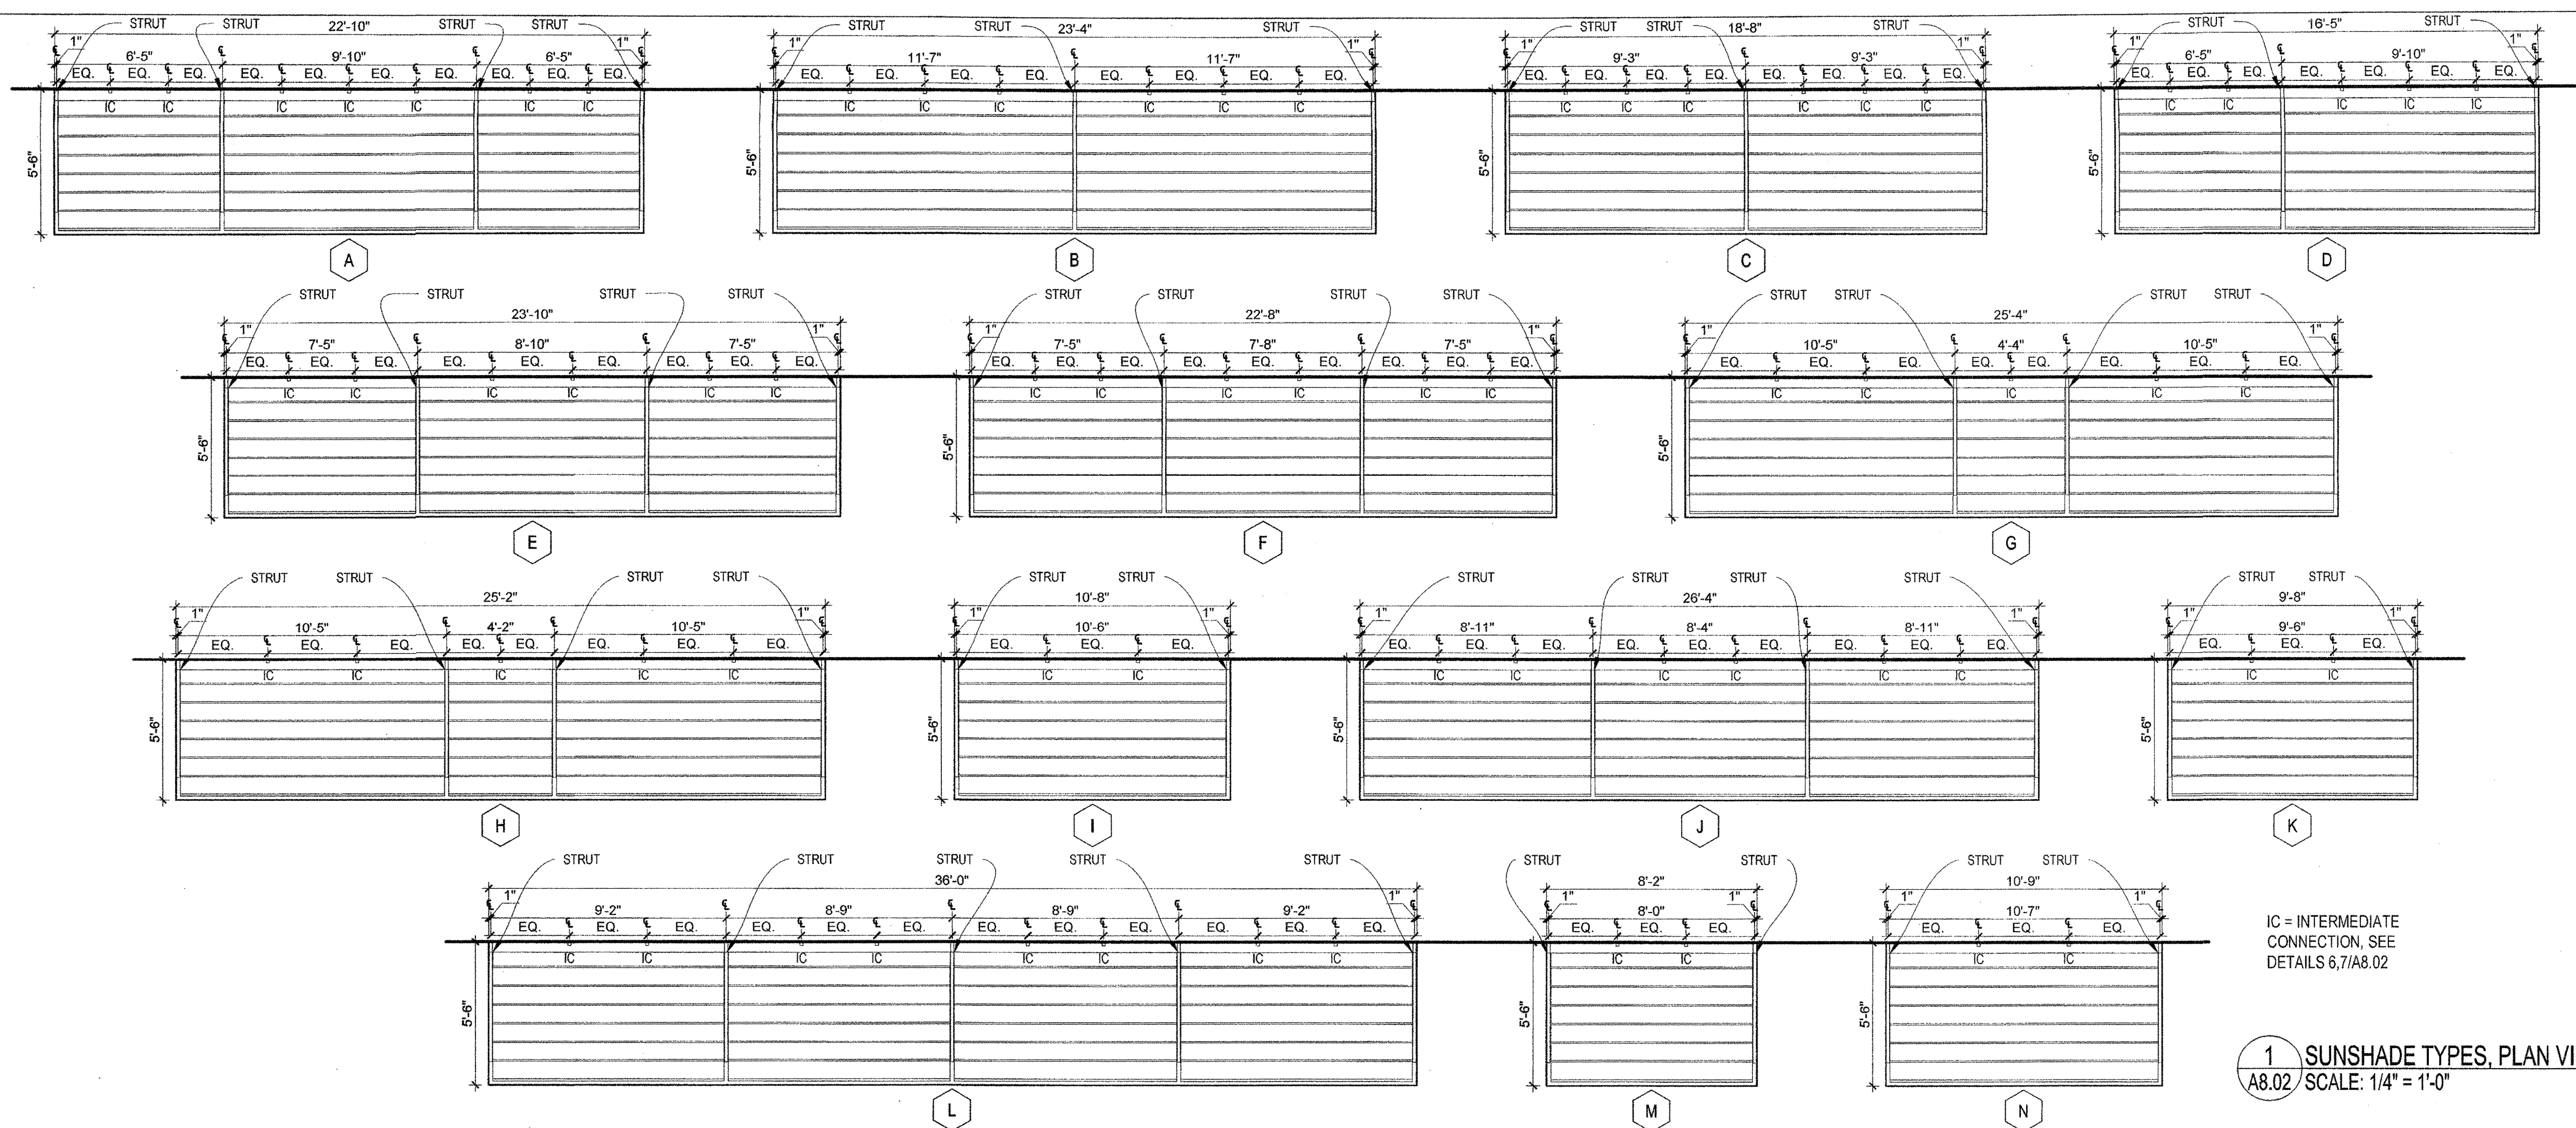 STRUT STRUT STRUT STRUT
22'-10"
1" 1"
6'-5" 9'-10" 6'-5"
EQ. EQ. EQ. EQ. EQ. EQ. EQ. EQ. EQ. EQ.
IC IC IC IC IC IC IC
5'-6"
A
STRUT STRUT STRUT
23'-4"
1" 1"
11'-7" 11'-7"
EQ. EQ. EQ. EQ. EQ. EQ. EQ. EQ.
IC IC IC IC IC IC
5'-6"
B
STRUT STRUT STRUT
18'-8"
1" 1"
9'-3" 9'-3"
EQ. EQ. EQ. EQ. EQ. EQ. EQ. EQ.
IC IC IC IC IC IC
5'-6"
C
STRUT STRUT
16'-5"
1" 1"
6'-5" 9'-10"
EQ. EQ. EQ. EQ. EQ. EQ. EQ.
IC IC IC IC IC
5'-6"
D
STRUT STRUT STRUT STRUT
23'-10"
1" 1"
7'-5" 8'-10" 7'-5"
EQ. EQ. EQ. EQ. EQ. EQ. EQ. EQ. EQ.
IC IC IC IC IC IC
5'-6"
E
STRUT STRUT STRUT STRUT
22'-8"
1" 1"
7'-5" 7'-8" 7'-5"
EQ. EQ. EQ. EQ. EQ. EQ. EQ. EQ. EQ.
IC IC IC IC IC IC
5'-6"
F
STRUT STRUT STRUT STRUT
25'-4"
1" 1"
10'-5" 4'-4" 10'-5"
EQ. EQ. EQ. EQ. EQ. EQ. EQ. EQ.
IC IC IC IC IC
5'-6"
G
STRUT STRUT STRUT STRUT
25'-2"
1" 1"
10'-5" 4'-2" 10'-5"
EQ. EQ. EQ. EQ. EQ. EQ. EQ. EQ.
IC IC IC IC IC
5'-6"
H
STRUT STRUT
10'-8"
1" 1"
10'-6"
EQ. EQ. EQ.
IC IC
5'-6"
I
STRUT STRUT STRUT STRUT
26'-4"
1" 1"
8'-11" 8'-4" 8'-11"
EQ. EQ. EQ. EQ. EQ. EQ. EQ. EQ. EQ.
IC IC IC IC IC IC
5'-6"
J
STRUT STRUT
9'-8"
1" 1"
9'-6"
EQ. EQ. EQ.
IC IC
5'-6"
K
STRUT STRUT STRUT STRUT STRUT
36'-0"
1" 1"
9'-2" 8'-9" 8'-9" 9'-2"
EQ. EQ. EQ. EQ. EQ. EQ. EQ. EQ. EQ. EQ. EQ. EQ.
IC IC IC IC IC IC IC IC
5'-6"
L
STRUT STRUT
8'-2"
1" 1"
8'-0"
EQ. EQ. EQ.
IC IC
5'-6"
M
STRUT STRUT
10'-9"
1" 1"
10'-7"
EQ. EQ. EQ.
IC IC
5'-6"
N
IC = INTERMEDIATE
CONNECTION, SEE
DETAILS 6,7/A8.02
1 SUNSHADE TYPES, PLAN VI
A8.02 SCALE: 1/4" = 1'-0"